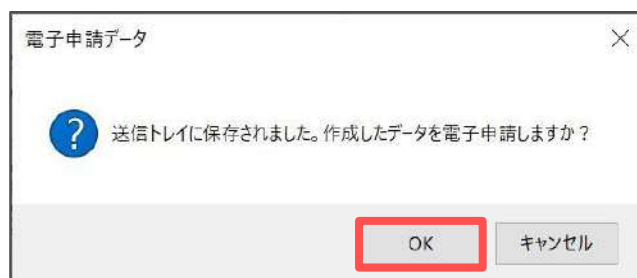 電子申請データ
送信トレイに保存されました。作成したデータを電子申請しますか？
OK
キャンセル